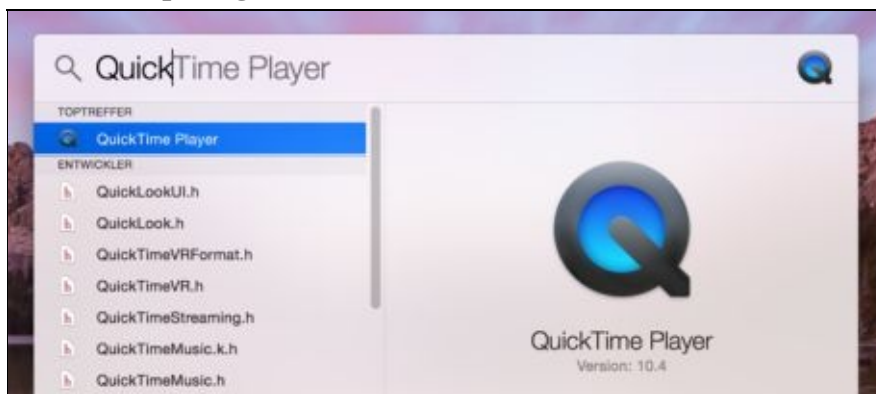 QuickTime Player
TOPTREFFER
QuickTime Player
ENTWICKLER
QuickLookUI.h
QuickLook.h
QuickTimeVRFormat.h
QuickTimeVR.h
QuickTimeStreaming.h
QuickTimeMusic.k.h
QuickTimeMusic.h
QuickTime Player
Version: 10.4